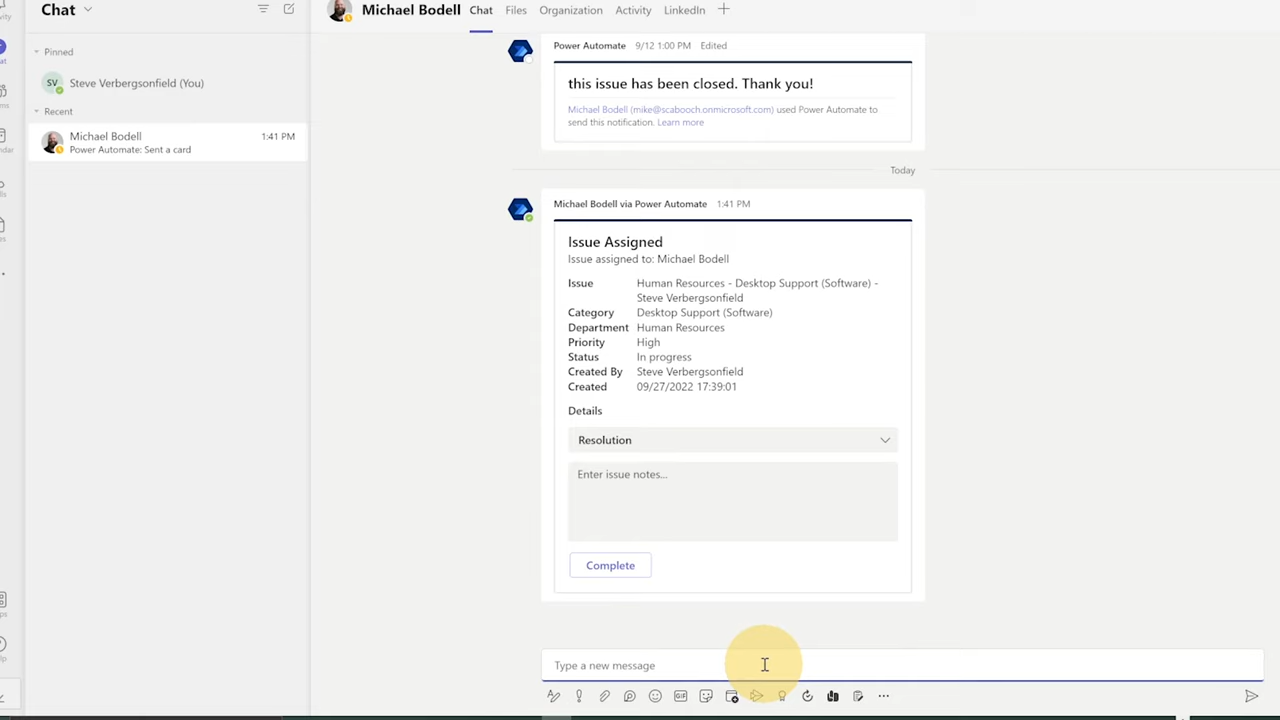 Chat
Michael Bodell Chat Files Organization Activity LinkedIn
Pinned
SV Steve Verbergsonfield (You)
Recent
Michael Bodell 1:41 PM
Power Automate: Sent a card
Power Automate 9/12 1:00 PM Edited
this issue has been closed. Thank you!
Michael Bodell (mike@scabooch.onmicrosoft.com) used Power Automate to
send this notification. Learn more
Today
Michael Bodell via Power Automate 1:41 PM
Issue Assigned
Issue assigned to: Michael Bodell
Issue Human Resources - Desktop Support (Software) -
Steve Verbergsonfield
Category Desktop Support (Software)
Department Human Resources
Priority High
Status In progress
Created By Steve Verbergsonfield
Created 09/27/2022 17:39:01
Details
Resolution
Enter issue notes...
Complete
Type a new message
GIF